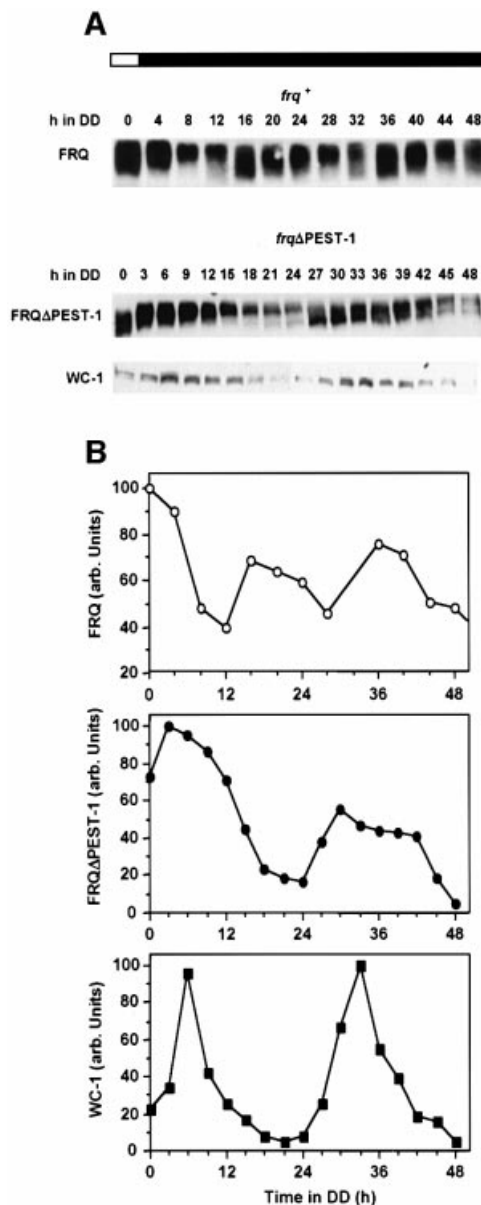 A
frq +
h in DD 0 4 8 12 16 20 24 28 32 36 40 44 48
FRQ
frqΔPEST-1
h in DD 0 3 6 9 12 15 18 21 24 27 30 33 36 39 42 45 48
FRQΔPEST-1
WC-1
B
FRQ (arb. Units)
100
80
60
40
20
0 12 24 36 48
FRQΔPEST-1 (arb. Units)
100
80
60
40
20
0
0 12 24 36 48
WC-1 (arb. Units)
100
80
60
40
20
0
0 12 24 36 48
Time in DD (h)